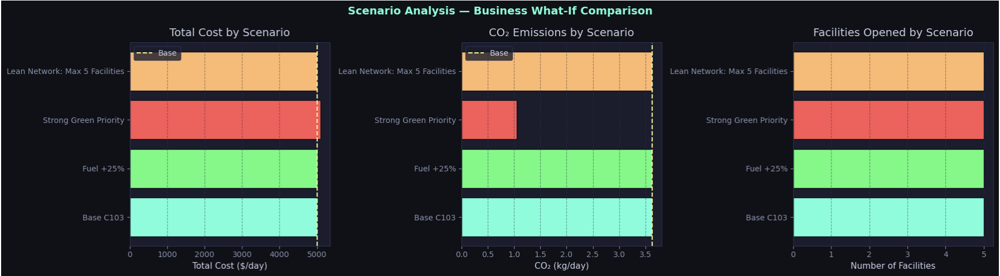 Scenario Analysis — Business What-If Comparison
Total Cost by Scenario
Base
Lean Network: Max 5 Facilities
Strong Green Priority
Fuel +25%
Base C103
0 1000 2000 3000 4000 5000
Total Cost ($/day)
CO₂ Emissions by Scenario
Base
Lean Network: Max 5 Facilities
Strong Green Priority
Fuel +25%
Base C103
0.0 0.5 1.0 1.5 2.0 2.5 3.0 3.5
CO₂ (kg/day)
Facilities Opened by Scenario
Lean Network: Max 5 Facilities
Strong Green Priority
Fuel +25%
Base C103
0 1 2 3 4 5
Number of Facilities